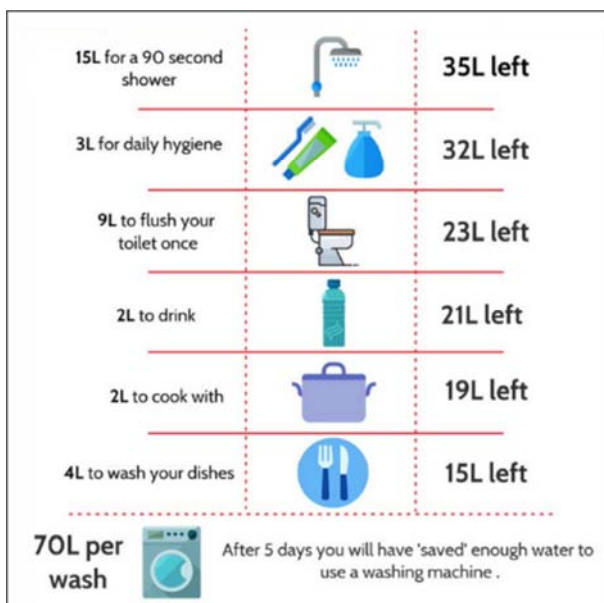 15L for a 90 second
shower
35L left
3L for daily hygiene
32L left
9L to flush your
toilet once
23L left
2L to drink
21L left
2L to cook with
19L left
4L to wash your dishes
15L left
70L per
wash
After 5 days you will have 'saved' enough water to
use a washing machine .